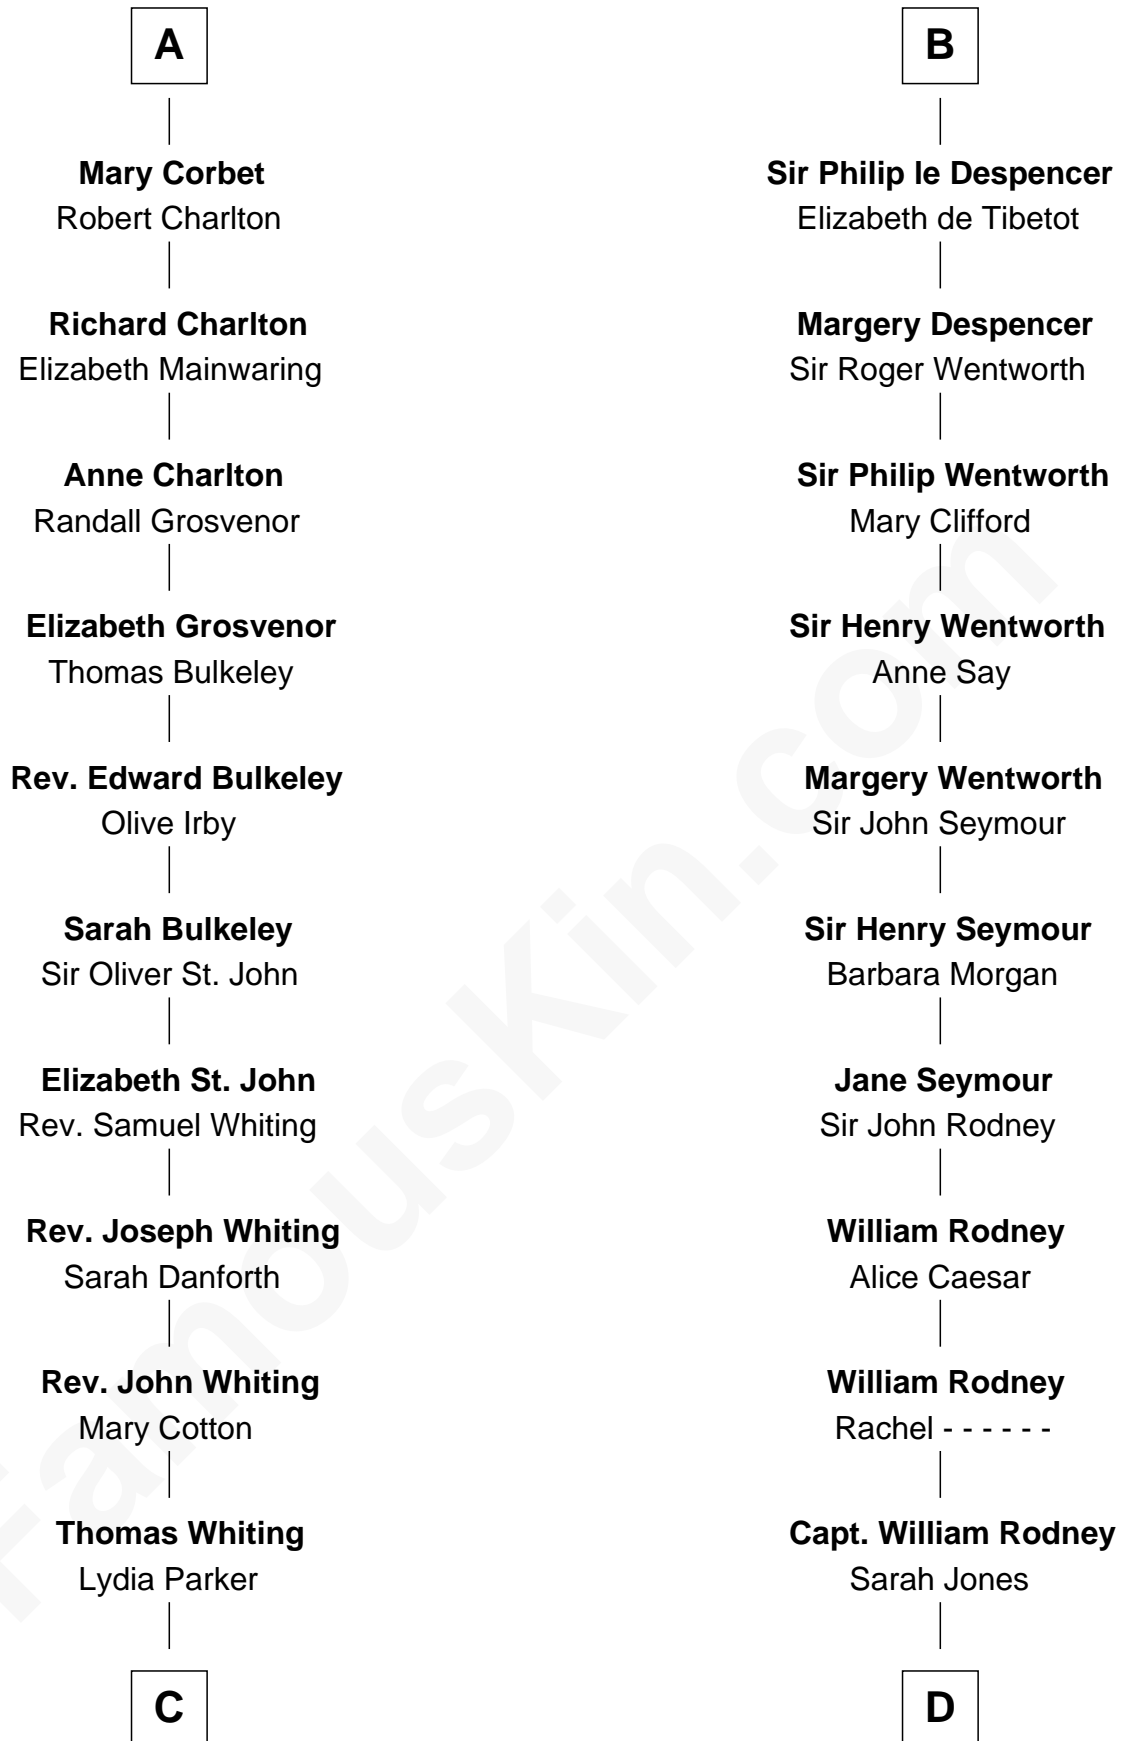 A
Mary Corbet
Robert Charlton
Richard Charlton
Elizabeth Mainwaring
Anne Charlton
Randall Grosvenor
Elizabeth Grosvenor
Thomas Bulkeley
Rev. Edward Bulkeley
Olive Irby
Sarah Bulkeley
Sir Oliver St. John
Elizabeth St. John
Rev. Samuel Whiting
Rev. Joseph Whiting
Sarah Danforth
Rev. John Whiting
Mary Cotton
Thomas Whiting
Lydia Parker
C
B
Sir Philip le Despencer
Elizabeth de Tibetot
Margery Despencer
Sir Roger Wentworth
Sir Philip Wentworth
Mary Clifford
Sir Henry Wentworth
Anne Say
Margery Wentworth
Sir John Seymour
Sir Henry Seymour
Barbara Morgan
Jane Seymour
Sir John Rodney
William Rodney
Alice Caesar
William Rodney
Rachel - - - - - -
Capt. William Rodney
Sarah Jones
D
FamousKin.com